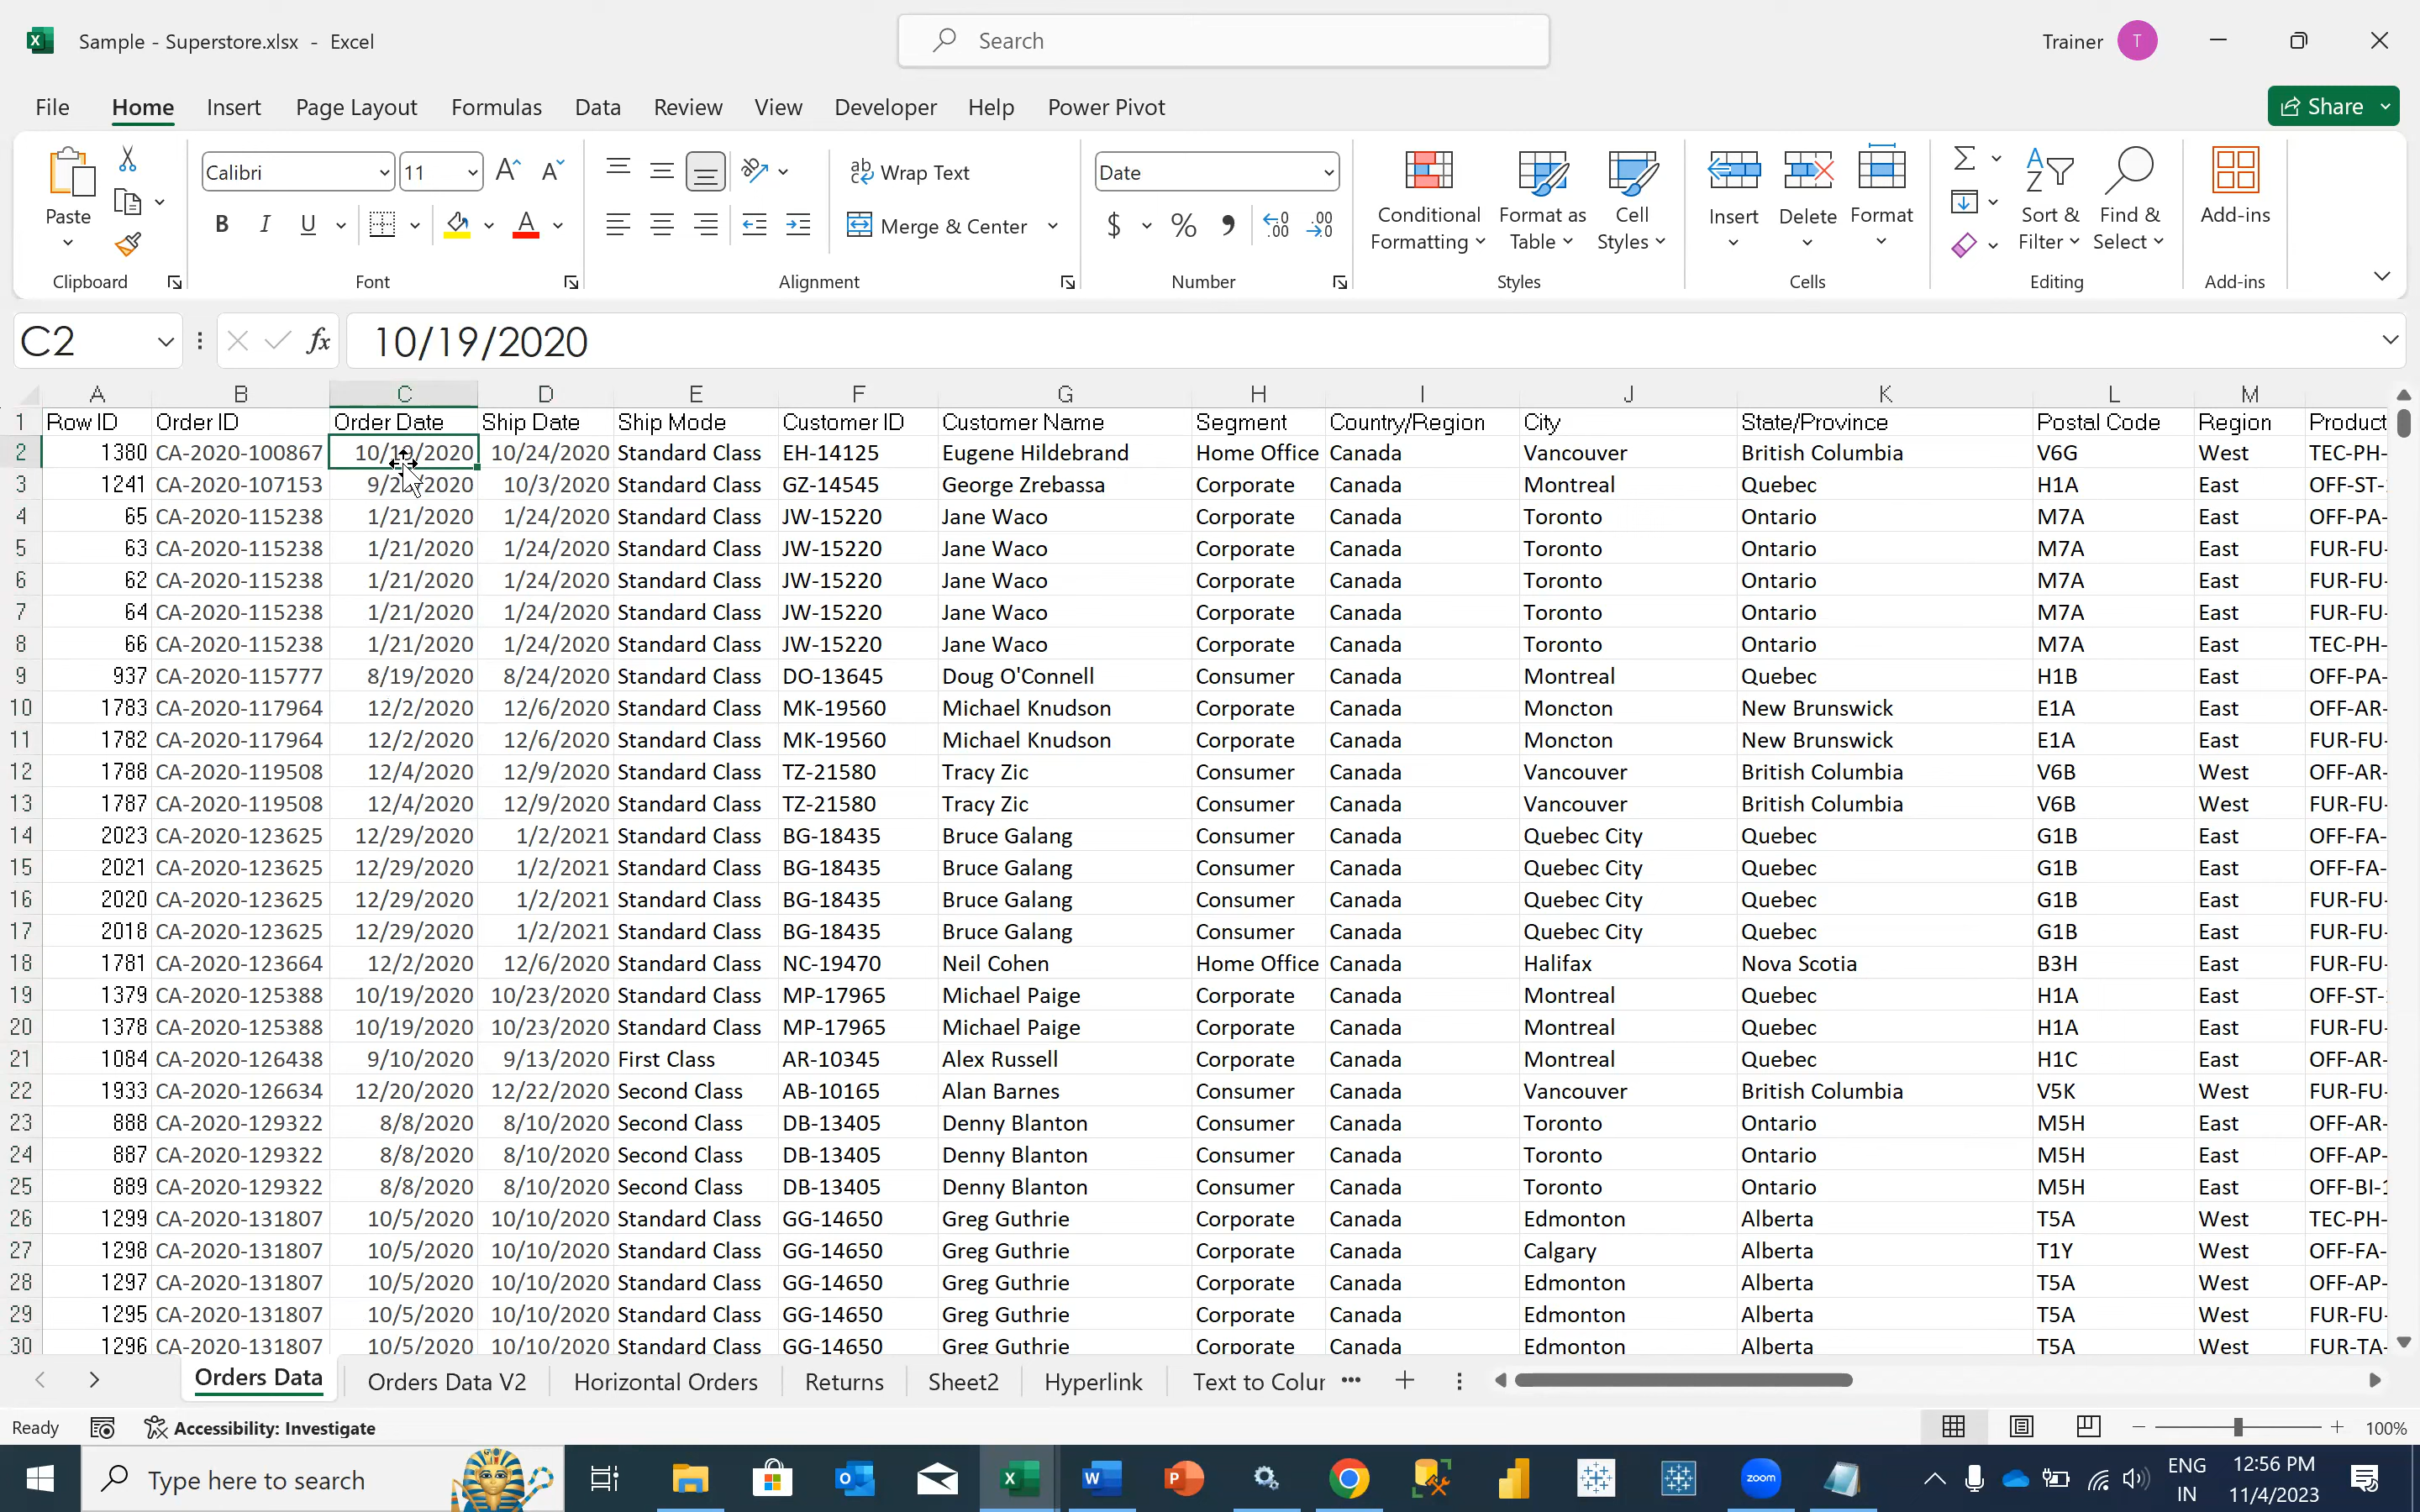 Sample - Superstore.xlsx - Excel
Search
Trainer T
File Home Insert Page Layout Formulas Data Review View Developer Help Power Pivot
Share
Paste
Clipboard
Calibri 11
B I U
Font
Wrap Text
Merge & Center
Alignment
Date
$ %
Number
Conditional Formatting
Format as Table
Cell Styles
Styles
Insert Delete Format
Cells
Sort & Filter
Find & Select
Editing
Add-ins
Add-ins
C2 fx 10/19/2020
A B C D E F G H I J K L M
1 Row ID Order ID Order Date Ship Date Ship Mode Customer ID Customer Name Segment Country/Region City State/Province Postal Code Region Product
2 1380 CA-2020-100867 10/19/2020 10/24/2020 Standard Class EH-14125 Eugene Hildebrand Home Office Canada Vancouver British Columbia V6G West TEC-PH-
3 1241 CA-2020-107153 10/3/2020 Standard Class GZ-14545 George Zrebassa Corporate Canada Montreal Quebec H1A East OFF-ST-
4 65 CA-2020-115238 1/21/2020 1/24/2020 Standard Class JW-15220 Jane Waco Corporate Canada Toronto Ontario M7A East OFF-PA-
5 63 CA-2020-115238 1/21/2020 1/24/2020 Standard Class JW-15220 Jane Waco Corporate Canada Toronto Ontario M7A East FUR-FU-
6 62 CA-2020-115238 1/21/2020 1/24/2020 Standard Class JW-15220 Jane Waco Corporate Canada Toronto Ontario M7A East FUR-FU-
7 64 CA-2020-115238 1/21/2020 1/24/2020 Standard Class JW-15220 Jane Waco Corporate Canada Toronto Ontario M7A East FUR-FU-
8 66 CA-2020-115238 1/21/2020 1/24/2020 Standard Class JW-15220 Jane Waco Corporate Canada Toronto Ontario M7A East TEC-PH-
9 937 CA-2020-115777 8/19/2020 8/24/2020 Standard Class DO-13645 Doug O'Connell Consumer Canada Montreal Quebec H1B East OFF-PA-
10 1783 CA-2020-117964 12/2/2020 12/6/2020 Standard Class MK-19560 Michael Knudson Corporate Canada Moncton New Brunswick E1A East OFF-AR-
11 1782 CA-2020-117964 12/2/2020 12/6/2020 Standard Class MK-19560 Michael Knudson Corporate Canada Moncton New Brunswick E1A East FUR-FU-
12 1788 CA-2020-119508 12/4/2020 12/9/2020 Standard Class TZ-21580 Tracy Zic Consumer Canada Vancouver British Columbia V6B West OFF-AR-
13 1787 CA-2020-119508 12/4/2020 12/9/2020 Standard Class TZ-21580 Tracy Zic Consumer Canada Vancouver British Columbia V6B West FUR-FU-
14 2023 CA-2020-123625 12/29/2020 1/2/2021 Standard Class BG-18435 Bruce Galang Consumer Canada Quebec City Quebec G1B East OFF-FA-
15 2021 CA-2020-123625 12/29/2020 1/2/2021 Standard Class BG-18435 Bruce Galang Consumer Canada Quebec City Quebec G1B East OFF-FA-
16 2020 CA-2020-123625 12/29/2020 1/2/2021 Standard Class BG-18435 Bruce Galang Consumer Canada Quebec City Quebec G1B East FUR-FU-
17 2018 CA-2020-123625 12/29/2020 1/2/2021 Standard Class BG-18435 Bruce Galang Consumer Canada Quebec City Quebec G1B East FUR-FU-
18 1781 CA-2020-123664 12/2/2020 12/6/2020 Standard Class NC-19470 Neil Cohen Home Office Canada Halifax Nova Scotia B3H East FUR-FU-
19 1379 CA-2020-125388 10/19/2020 10/23/2020 Standard Class MP-17965 Michael Paige Corporate Canada Montreal Quebec H1A East OFF-ST-
20 1378 CA-2020-125388 10/19/2020 10/23/2020 Standard Class MP-17965 Michael Paige Corporate Canada Montreal Quebec H1A East FUR-FU-
21 1084 CA-2020-126438 9/10/2020 9/13/2020 First Class AR-10345 Alex Russell Corporate Canada Montreal Quebec H1C East OFF-AR-
22 1933 CA-2020-126634 12/20/2020 12/22/2020 Second Class AB-10165 Alan Barnes Consumer Canada Vancouver British Columbia V5K West FUR-FU-
23 888 CA-2020-129322 8/8/2020 8/10/2020 Second Class DB-13405 Denny Blanton Consumer Canada Toronto Ontario M5H East OFF-AR-
24 887 CA-2020-129322 8/8/2020 8/10/2020 Second Class DB-13405 Denny Blanton Consumer Canada Toronto Ontario M5H East OFF-AP-
25 889 CA-2020-129322 8/8/2020 8/10/2020 Second Class DB-13405 Denny Blanton Consumer Canada Toronto Ontario M5H East OFF-BI-
26 1299 CA-2020-131807 10/5/2020 10/10/2020 Standard Class GG-14650 Greg Guthrie Corporate Canada Edmonton Alberta T5A West TEC-PH-
27 1298 CA-2020-131807 10/5/2020 10/10/2020 Standard Class GG-14650 Greg Guthrie Corporate Canada Calgary Alberta T1Y West OFF-FA-
28 1297 CA-2020-131807 10/5/2020 10/10/2020 Standard Class GG-14650 Greg Guthrie Corporate Canada Edmonton Alberta T5A West OFF-AP-
29 1295 CA-2020-131807 10/5/2020 10/10/2020 Standard Class GG-14650 Greg Guthrie Corporate Canada Edmonton Alberta T5A West FUR-FU-
30 1296 CA-2020-131807 10/5/2020 10/10/2020 Standard Class GG-14650 Greg Guthrie Corporate Canada Edmonton Alberta T5A West FUR-TA-
Orders Data Orders Data V2 Horizontal Orders Returns Sheet2 Hyperlink Text to Colur
Ready Accessibility: Investigate 100%
Type here to search zoom ENG 12:56 PM
IN 11/4/2023